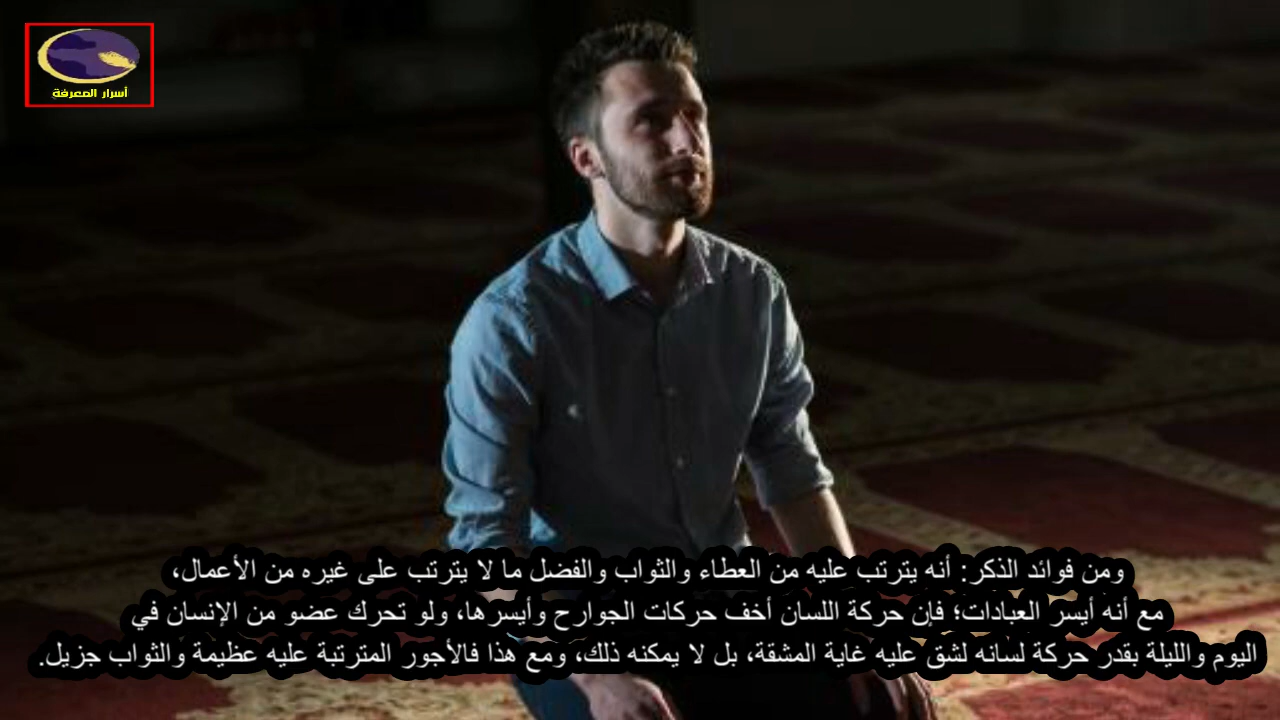 أسرار المعرفة
ومن فوائد الذكر: أنه يترتب عليه من العطاء والثواب والفضل ما لا يترتب على غيره من الأعمال،
مع أنه أيسر العبادات؛ فإن حركة اللسان أخف حركات الجوارح وأيسرها، ولو تحرك عضو من الإنسان في
اليوم والليلة بقدر حركة لسانه لشق عليه غاية المشقة، بل لا يمكنه ذلك، ومع هذا فالأجور المترتبة عليه عظيمة والثواب جزيل.